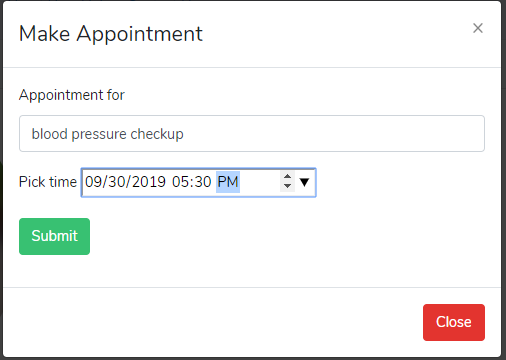 Make Appointment ×
Appointment for
blood pressure checkup
Pick time 09/30/2019 05:30 PM
Submit
Close